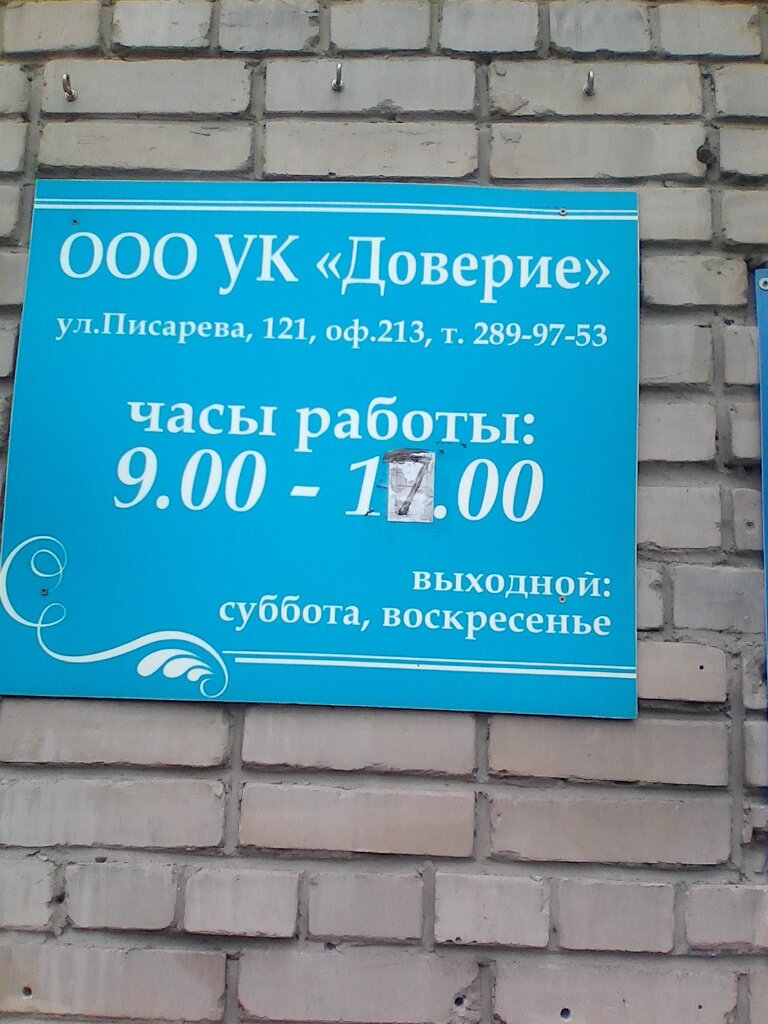 ООО УК «Доверие»
ул.Писарева, 121, оф.213, т. 289-97-53
часы работы:
9.00 - 17.00
выходной:
суббота, воскресенье